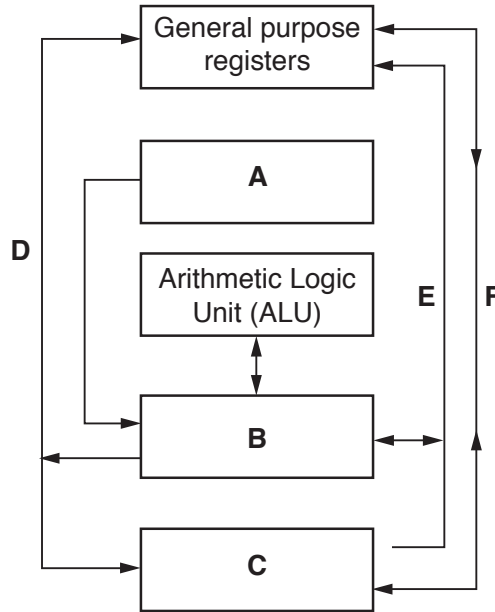 General purpose
registers
A
D
Arithmetic Logic
Unit (ALU)
E
F
B
C